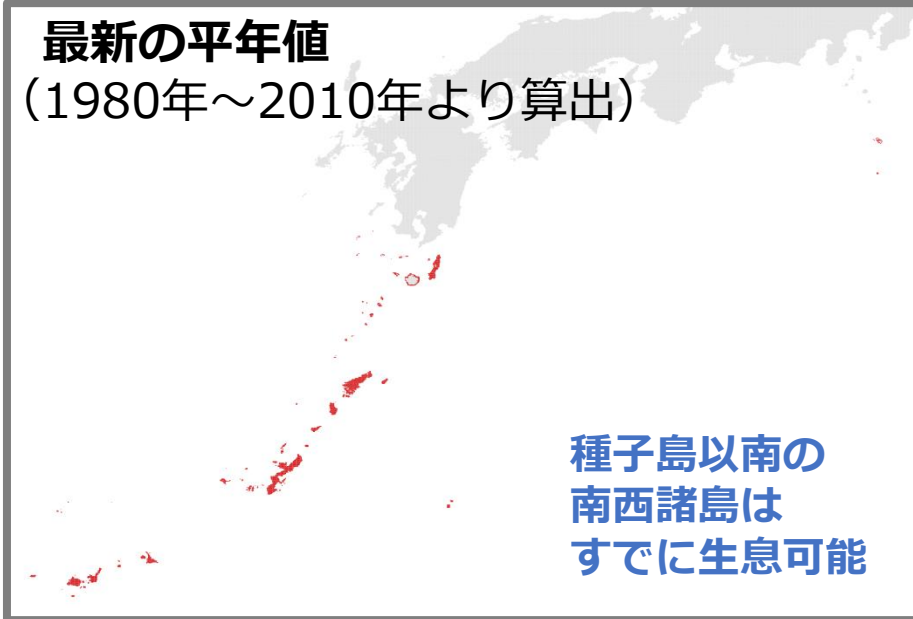 最新の平年値
（1980年～2010年より算出）
種子島以南の
南西諸島は
すでに生息可能